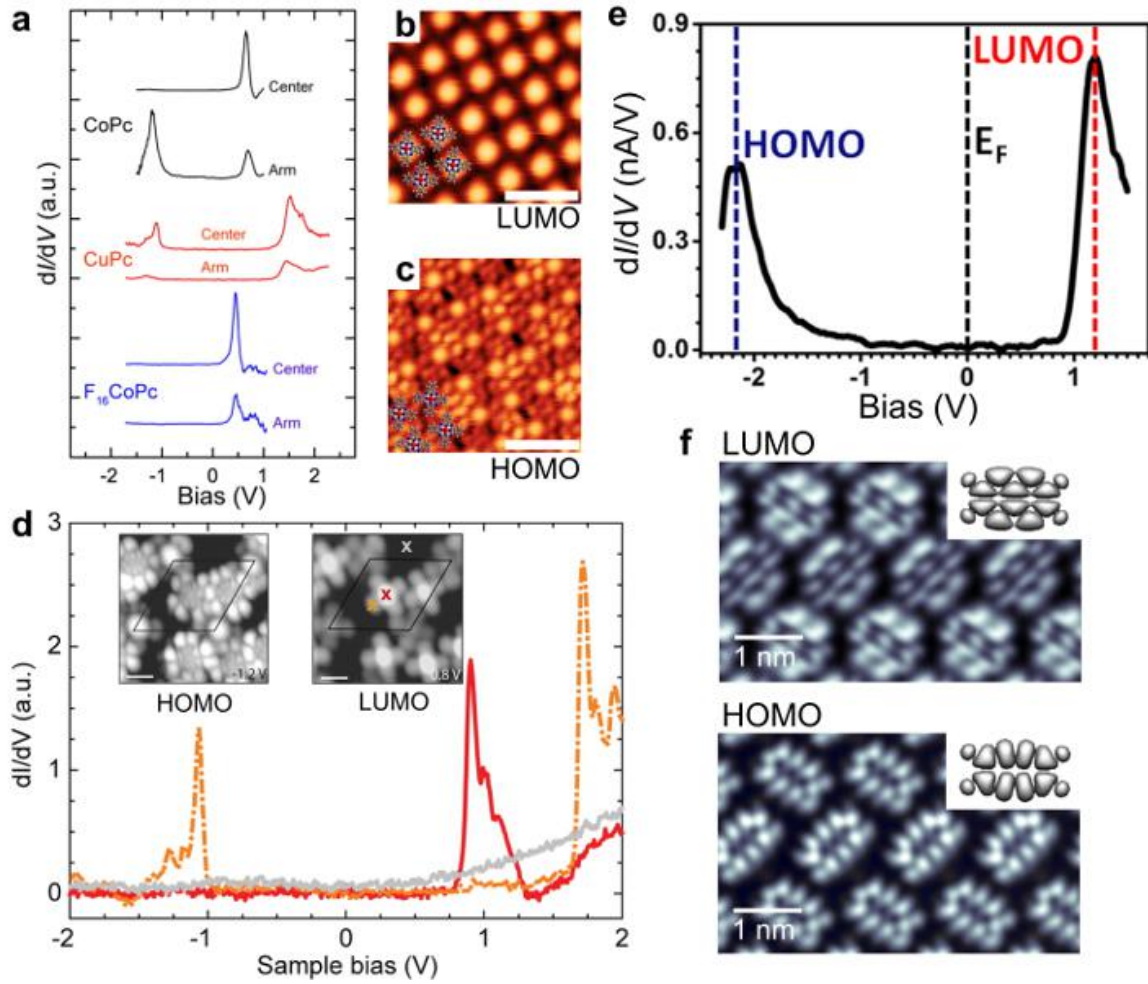 a
dI/dV (a.u.)
Center
CoPc
Arm
Center
CuPc
Arm
Center
F₁₆CoPc
Arm
-2 -1 0 1 2
Bias (V)
b
LUMO
c
HOMO
e
dI/dV (nA/V)
0.9
0.6
0.3
0.0
HOMO
E_F
LUMO
-2 -1 0 1
Bias (V)
d
dI/dV (a.u.)
3
2
1
0
-1.2 V
HOMO
x
x
x
0.8 V
LUMO
-2 -1 0 1 2
Sample bias (V)
f
LUMO
1 nm
HOMO
1 nm